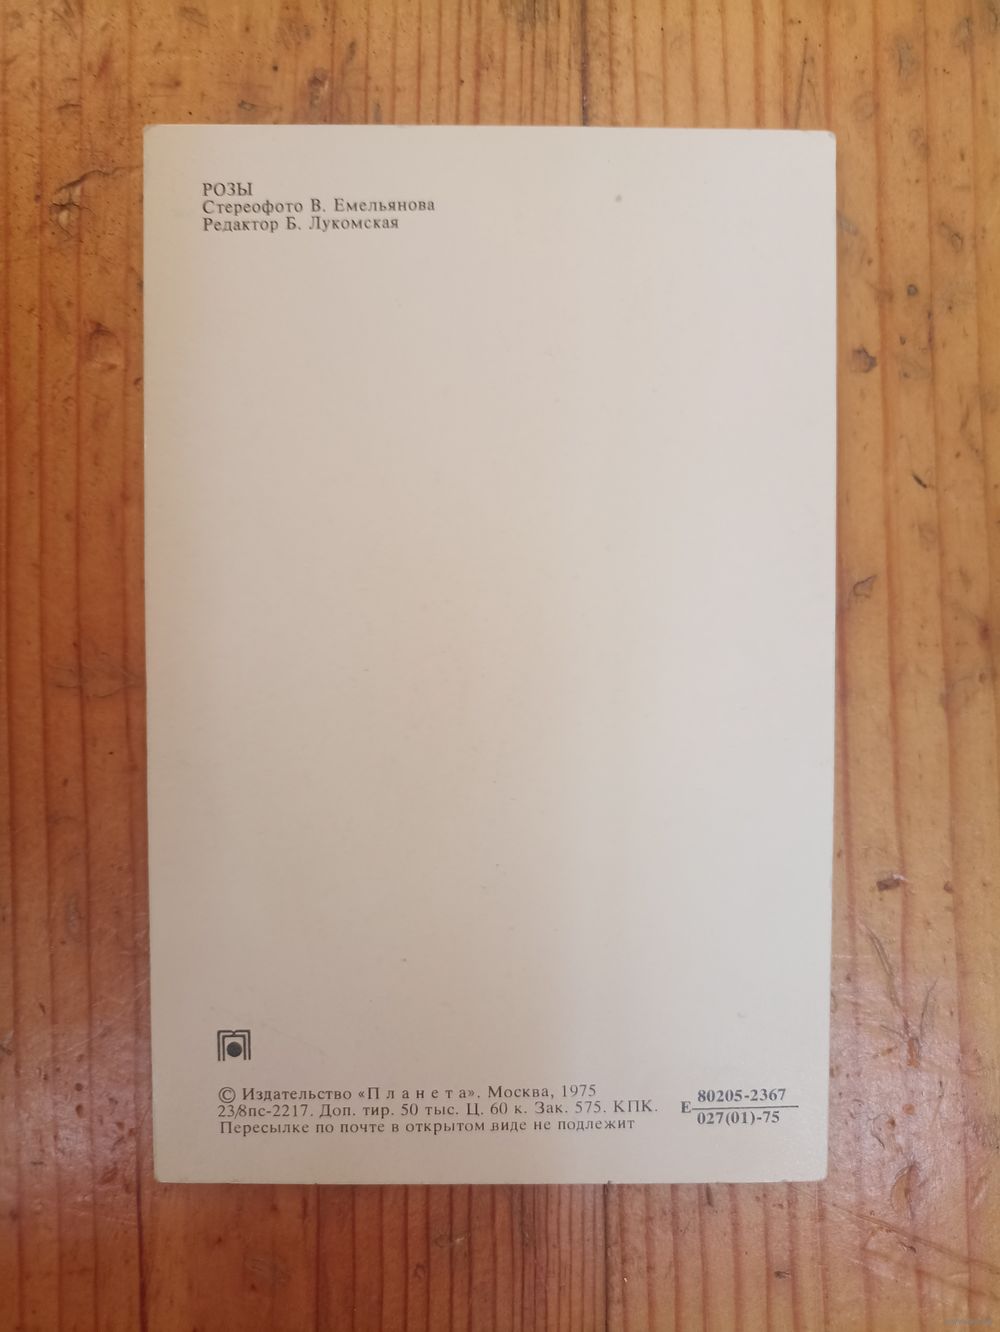 РОЗЫ
Стереофото В. Емельянова
Редактор Б. Лукомская
© Издательство «П л а н е т а». Москва, 1975
23/8пс-2217. Доп. тир. 50 тыс. Ц. 60 к. Зак. 575. КПК.
Пересылке по почте в открытом виде не подлежит
80205-2367
Е
027(01)-75